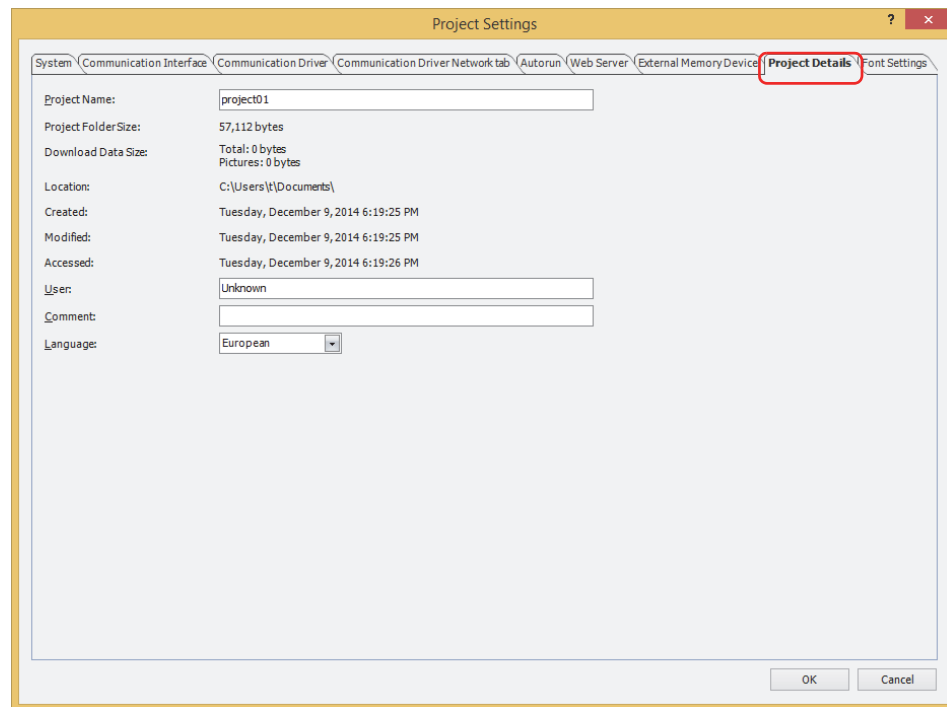 Project Settings
? ×
System Communication Interface Communication Driver Communication Driver Network tab Autorun Web Server External Memory Device Project Details Font Settings
Project Name: project01
Project Folder Size: 57,112 bytes
Download Data Size: Total: 0 bytes
Pictures: 0 bytes
Location: C:\Users\t\Documents\
Created: Tuesday, December 9, 2014 6:19:25 PM
Modified: Tuesday, December 9, 2014 6:19:25 PM
Accessed: Tuesday, December 9, 2014 6:19:26 PM
User: Unknown
Comment:
Language: European
OK Cancel